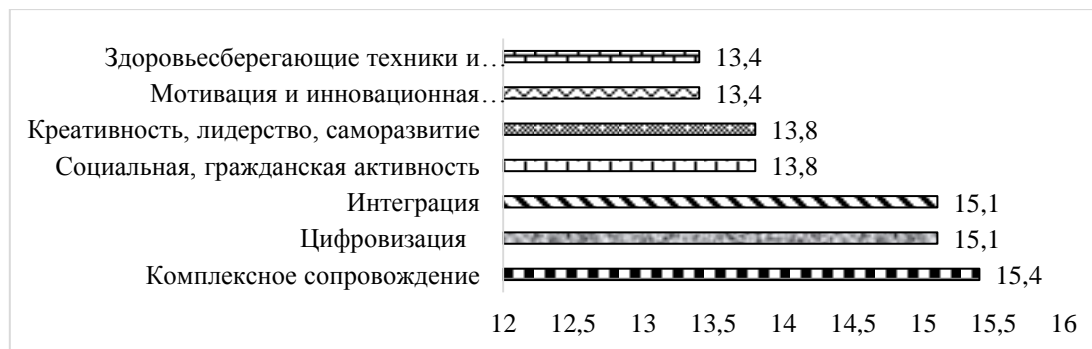 Здоровьесберегающие техники и… 13,4
Мотивация и инновационная… 13,4
Креативность, лидерство, саморазвитие 13,8
Социальная, гражданская активность 13,8
Интеграция 15,1
Цифровизация 15,1
Комплексное сопровождение 15,4
12 12,5 13 13,5 14 14,5 15 15,5 16